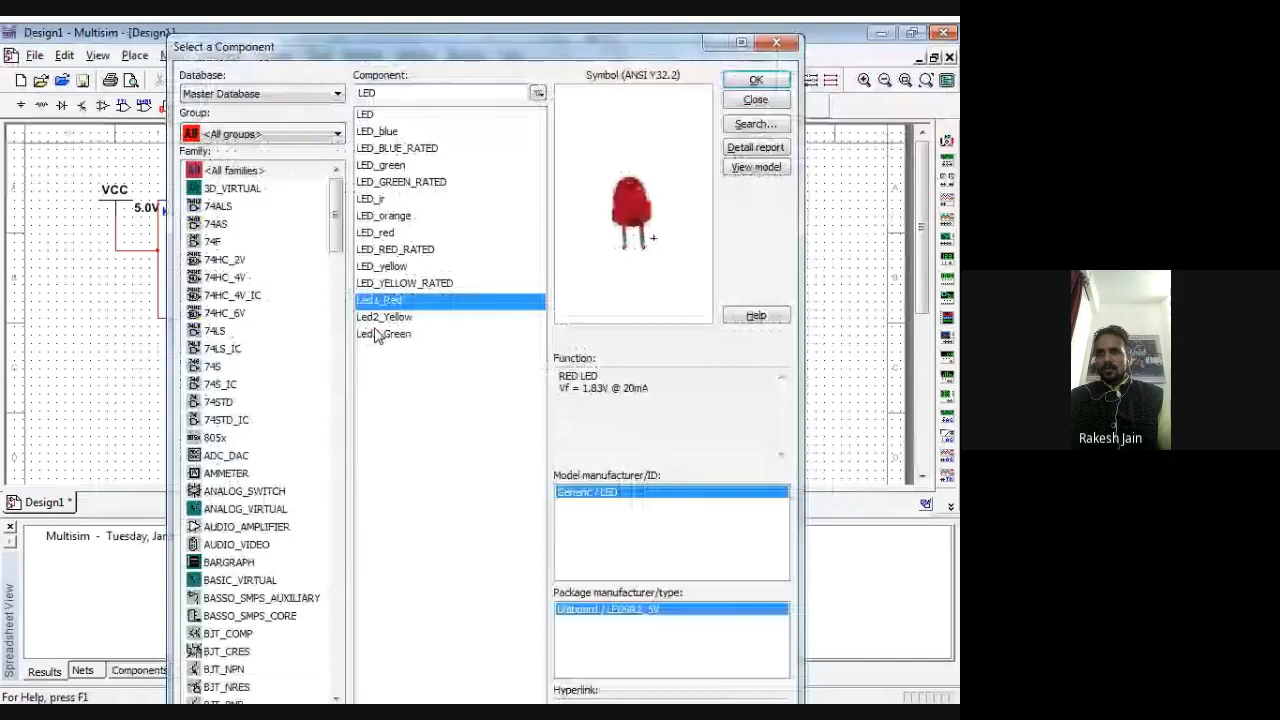 Design1 - Multisim - [Design1]
File Edit View Place
Select a Component
Database:
Master Database
Group:
<All groups>
Family:
<All families>
3D_VIRTUAL
74ALS
74AS
74F
74HC_2V
74HC_4V
74HC_4V_IC
74HC_6V
74LS
74LS_IC
74S
74S_IC
74STD
74STD_IC
805x
ADC_DAC
AMMETER
ANALOG_SWITCH
ANALOG_VIRTUAL
AUDIO_AMPLIFIER
AUDIO_VIDEO
BARGRAPH
BASIC_VIRTUAL
BASSO_SMPS_AUXILIARY
BASSO_SMPS_CORE
BJT_COMP
BJT_CRES
BJT_NPN
BJT_NRES
Component:
LED
LED
LED_blue
LED_BLUE_RATED
LED_green
LED_GREEN_RATED
LED_ir
LED_orange
LED_red
LED_RED_RATED
LED_yellow
LED_YELLOW_RATED
Led1_Red
Led2_Yellow
Symbol (ANSI Y32.2)
OK
Close
Search...
Detail report
View model
Help
Function:
RED LED
Vf = 1.83V @ 20mA
Model manufacturer/ID:
Generic / LED
Package manufacturer/type:
Hyperlink:
VCC
5.0V
Design1 *
Multisim - Tuesday,
Spreadsheet View
Results Nets Components
For Help, press F1
Rakesh Jain